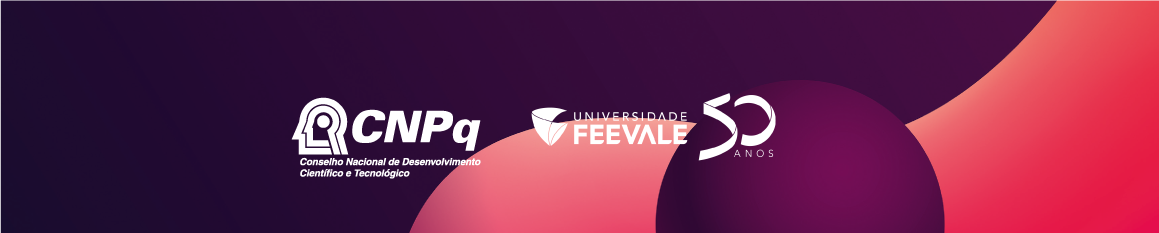 CNPq
Conselho Nacional de Desenvolvimento
Científico e Tecnológico
UNIVERSIDADE
FEEVALE
50
ANOS